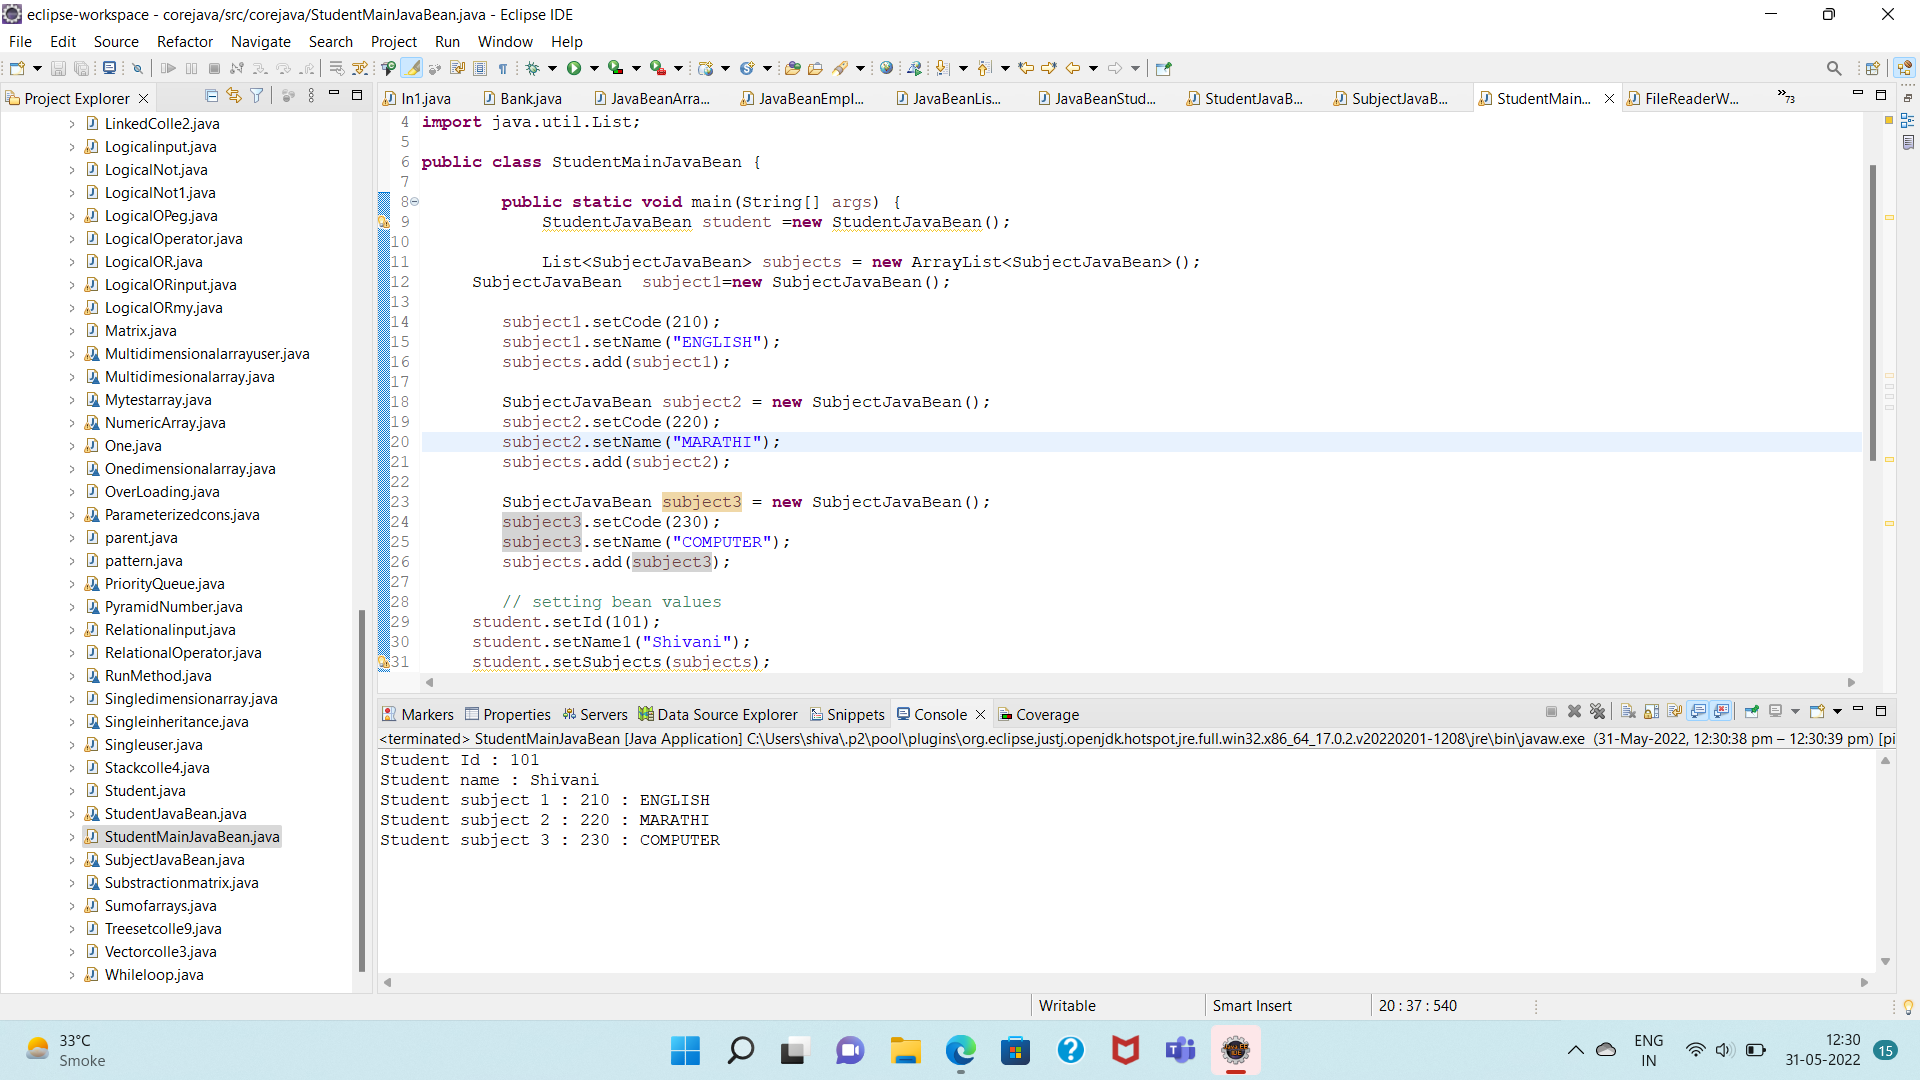 eclipse-workspace - corejava/src/corejava/StudentMainJavaBean.java - Eclipse IDE
File Edit Source Refactor Navigate Search Project Run Window Help
Project Explorer
In1.java Bank.java JavaBeanArra... JavaBeanEmpl... JavaBeanLis... JavaBeanStud... StudentJavaB... SubjectJavaB... StudentMain... FileReaderW... »73
LinkedColle2.java
Logicalinput.java
LogicalNot.java
LogicalNot1.java
LogicalOPeg.java
LogicalOperator.java
LogicalOR.java
LogicalORinput.java
LogicalORmy.java
Matrix.java
Multidimensionalarrayuser.java
Multidimesionalarray.java
Mytestarray.java
NumericArray.java
One.java
Onedimensionalarray.java
OverLoading.java
Parameterizedcons.java
parent.java
pattern.java
PriorityQueue.java
PyramidNumber.java
Relationalinput.java
RelationalOperator.java
RunMethod.java
Singledimensionarray.java
Singleinheritance.java
Singleuser.java
Stackcolle4.java
Student.java
StudentJavaBean.java
StudentMainJavaBean.java
SubjectJavaBean.java
Substractionmatrix.java
Sumofarrays.java
Treesetcolle9.java
Vectorcolle3.java
Whileloop.java
4 import java.util.List;
5
6 public class StudentMainJavaBean {
7
8 public static void main(String[] args) {
9 StudentJavaBean student =new StudentJavaBean();
10
11 List<SubjectJavaBean> subjects = new ArrayList<SubjectJavaBean>();
12 SubjectJavaBean  subject1=new SubjectJavaBean();
13
14 subject1.setCode(210);
15 subject1.setName("ENGLISH");
16 subjects.add(subject1);
17
18 SubjectJavaBean subject2 = new SubjectJavaBean();
19 subject2.setCode(220);
20 subject2.setName("MARATHI");
21 subjects.add(subject2);
22
23 SubjectJavaBean subject3 = new SubjectJavaBean();
24 subject3.setCode(230);
25 subject3.setName("COMPUTER");
26 subjects.add(subject3);
27
28 // setting bean values
29 student.setId(101);
30 student.setName1("Shivani");
31 student.setSubjects(subjects);
Markers Properties Servers Data Source Explorer Snippets Console Coverage
<terminated> StudentMainJavaBean [Java Application] C:\Users\shiva\.p2\pool\plugins\org.eclipse.justj.openjdk.hotspot.jre.full.win32.x86_64_17.0.2.v20220201-1208\jre\bin\javaw.exe (31-May-2022, 12:30:38 pm – 12:30:39 pm) [pi
Student Id : 101
Student name : Shivani
Student subject 1 : 210 : ENGLISH
Student subject 2 : 220 : MARATHI
Student subject 3 : 230 : COMPUTER
Writable Smart Insert 20 : 37 : 540
33°C
Smoke
ENG
IN
12:30
31-05-2022
15